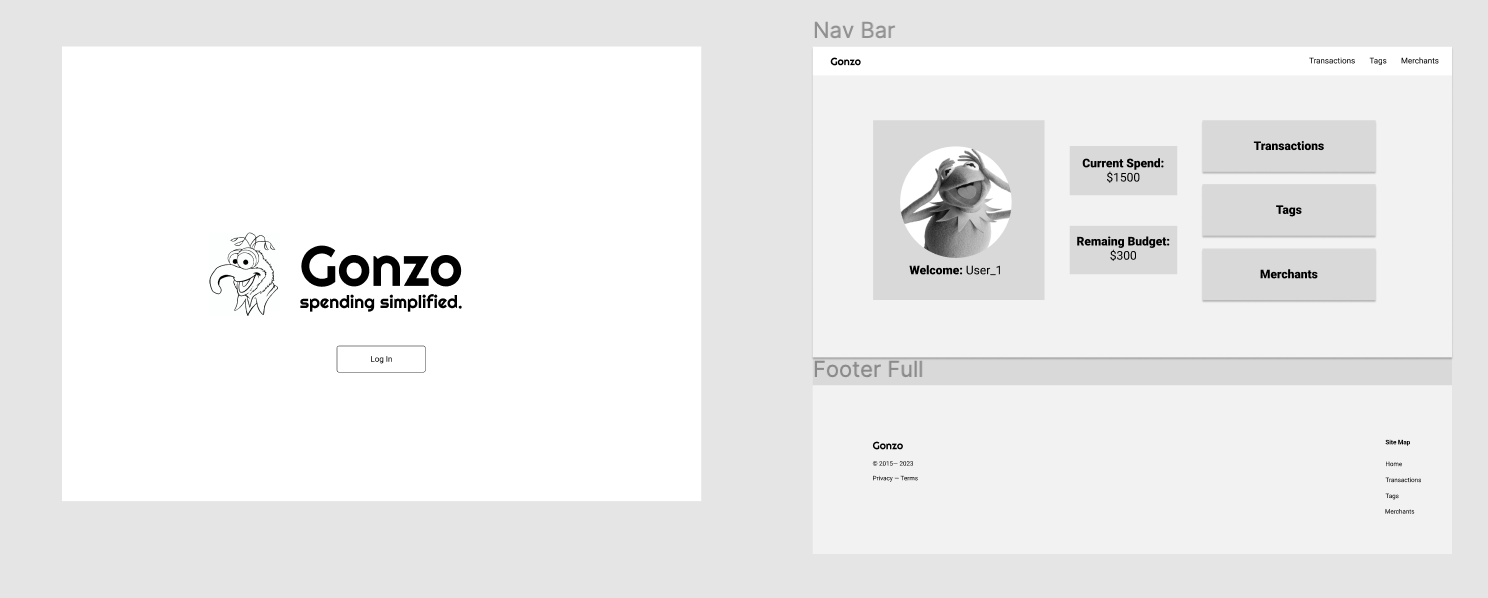 Gonzo
spending simplified.
Log In
Nav Bar
Gonzo
Transactions Tags Merchants
Welcome: User_1
Current Spend:
$1500
Remaing Budget:
$300
Transactions
Tags
Merchants
Footer Full
Gonzo
© 2015— 2023
Privacy — Terms
Site Map
Home
Transactions
Tags
Merchants